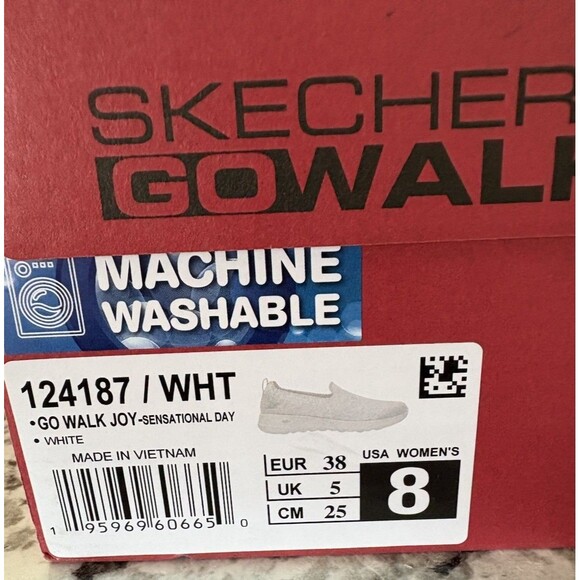 SKECHER
GOWALK
MACHINE
WASHABLE
124187 / WHT
•GO WALK JOY-SENSATIONAL DAY
• WHITE
MADE IN VIETNAM
1 95969 60665 0
EUR 38
UK 5
CM 25
USA WOMEN'S
8